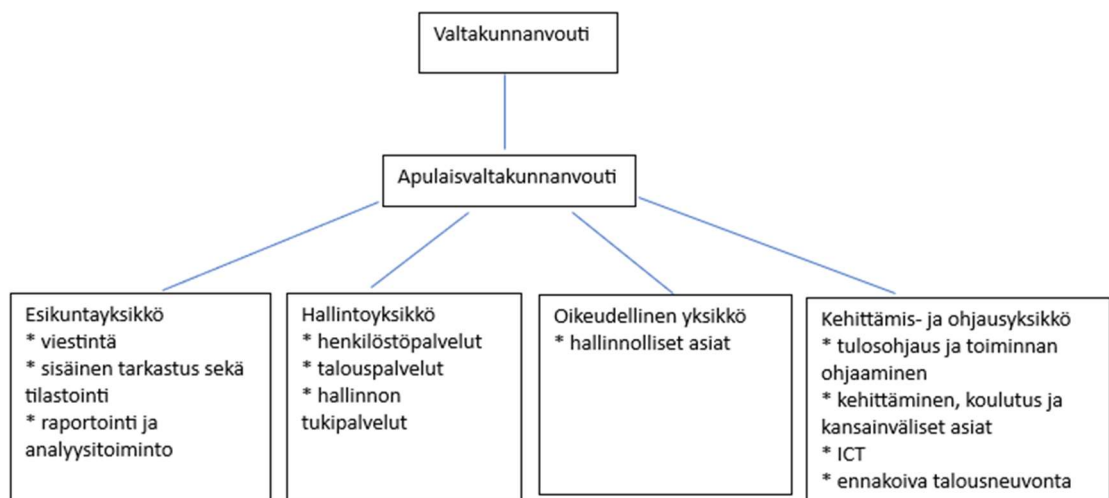 Valtakunnanvouti
Apulaisvaltakunnanvouti
Esikuntayksikkö
* viestintä
* sisäinen tarkastus sekä
tilastointi
* raportointi ja
analyysitoiminto
Hallintoyksikkö
* henkilöstöpalvelut
* talouspalvelut
* hallinnon
tukipalvelut
Oikeudellinen yksikkö
* hallinnolliset asiat
Kehittämis- ja ohjausyksikkö
* tulosohjaus ja toiminnan
ohjaaminen
* kehittäminen, koulutus ja
kansainväliset asiat
* ICT
* ennakoiva talousneuvonta